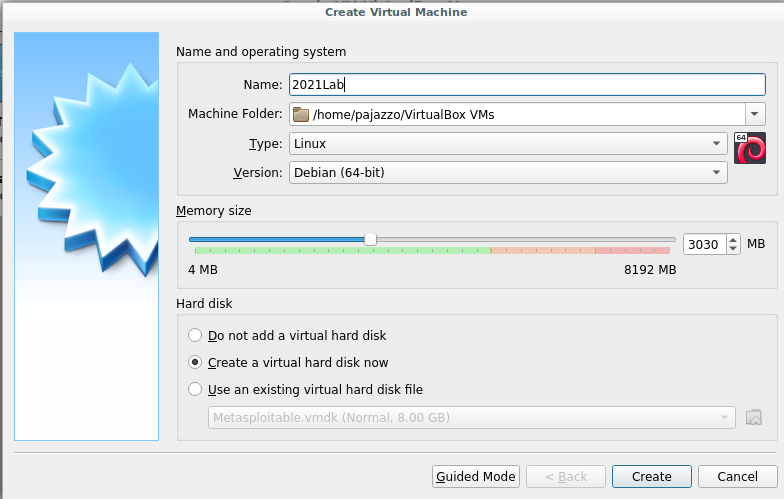 Create Virtual Machine
Name and operating system
Name: 2021Lab
Machine Folder: /home/pajazzo/VirtualBox VMs
Type: Linux
64
Version: Debian (64-bit)
Memory size
3030 MB
4 MB 8192 MB
Hard disk
Do not add a virtual hard disk
Create a virtual hard disk now
Use an existing virtual hard disk file
Metasploitable.vmdk (Normal, 8.00 GB)
Guided Mode < Back Create Cancel